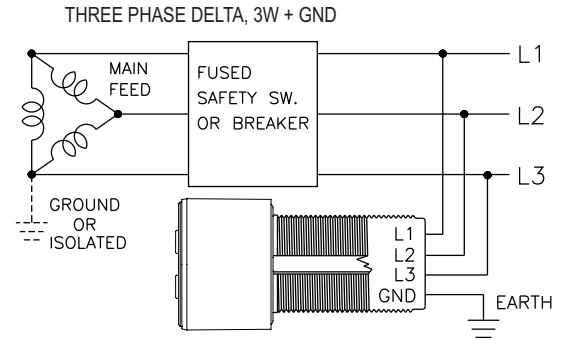 THREE PHASE DELTA, 3W + GND
MAIN
FEED
FUSED
SAFETY SW.
OR BREAKER
L1
L2
L3
GROUND
OR
ISOLATED
L1
L2
L3
GND
EARTH